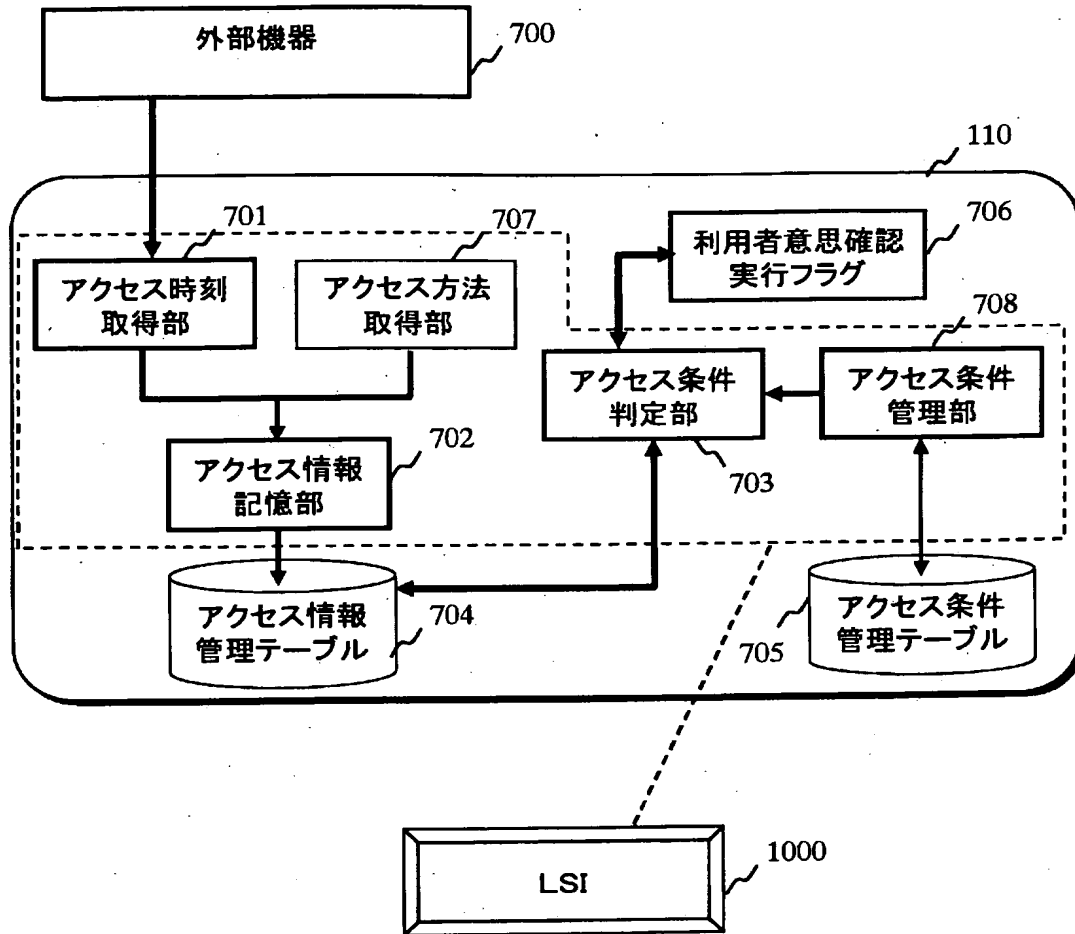 外部機器
700
110
701
707
706
アクセス時刻
取得部
アクセス方法
取得部
利用者意思確認
実行フラグ
708
アクセス条件
判定部
アクセス条件
管理部
702
703
アクセス情報
記憶部
アクセス情報
管理テーブル
704
705
アクセス条件
管理テーブル
LSI
1000